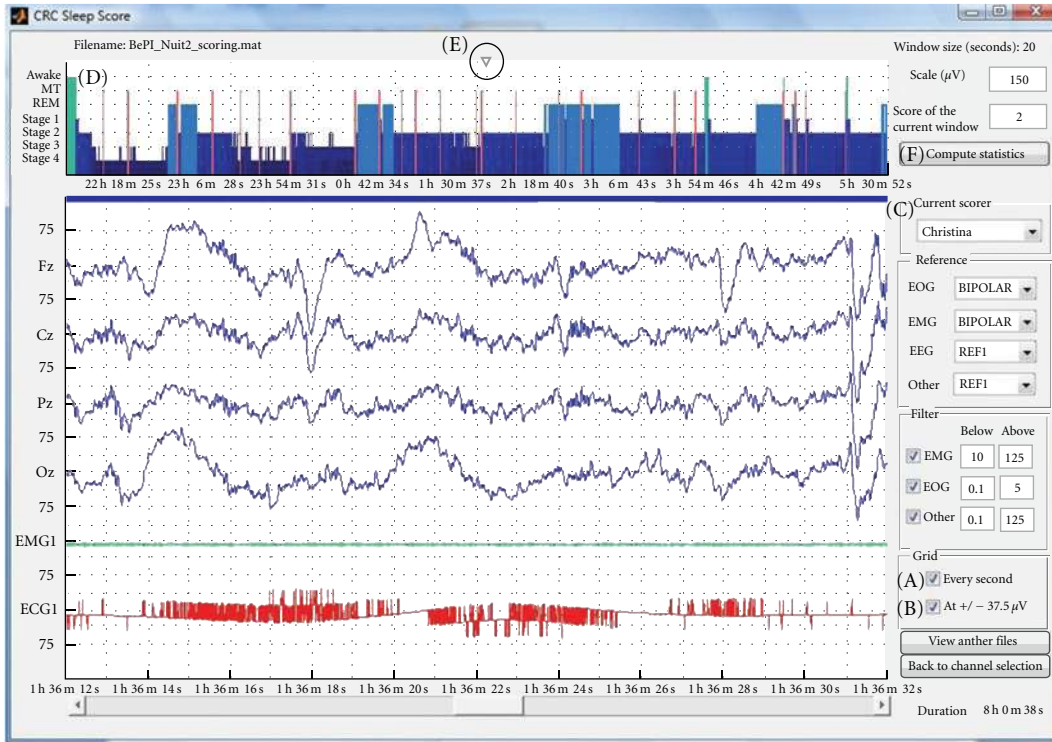 CRC Sleep Score
Filename: BePI_Nuit2_scoring.mat
(E)
Window size (seconds): 20
(D)
Awake
MT
REM
Stage 1
Stage 2
Stage 3
Stage 4
22 h 18 m 25 s 23 h 6 m 28 s 23 h 54 m 31 s 0 h 42 m 34 s 1 h 30 m 37 s 2 h 18 m 40 s 3 h 6 m 43 s 3 h 54 m 46 s 4 h 42 m 49 s 5 h 30 m 52 s
Scale (μV)
150
Score of the
current window
2
(F) Compute statistics
(C) Current scorer
Christina
Reference
EOG BIPOLAR
EMG BIPOLAR
EEG REF1
Other REF1
Filter
Below Above
EMG 10 125
EOG 0.1 5
Other 0.1 125
Grid
(A) Every second
(B) At +/ − 37.5 μV
View anther files
Back to channel selection
Duration 8 h 0 m 38 s
75
Fz
75
Cz
75
Pz
75
Oz
75
EMG1
75
ECG1
75
1 h 36 m 12 s 1 h 36 m 14 s 1 h 36 m 16 s 1 h 36 m 18 s 1 h 36 m 20 s 1 h 36 m 22 s 1 h 36 m 24 s 1 h 36 m 26 s 1 h 36 m 28 s 1 h 36 m 30 s 1 h 36 m 32 s